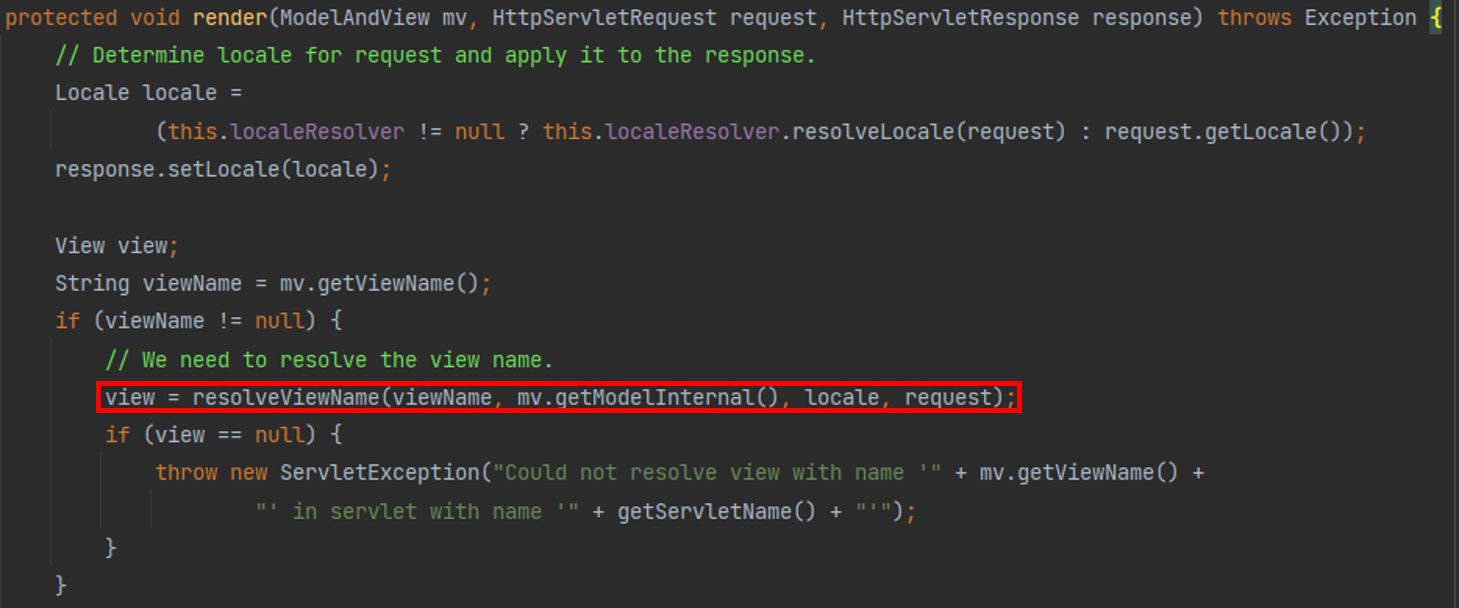 protected void render(ModelAndView mv, HttpServletRequest request, HttpServletResponse response) throws Exception {
// Determine locale for request and apply it to the response.
Locale locale =
(this.localeResolver != null ? this.localeResolver.resolveLocale(request) : request.getLocale());
response.setLocale(locale);
View view;
String viewName = mv.getViewName();
if (viewName != null) {
// We need to resolve the view name.
view = resolveViewName(viewName, mv.getModelInternal(), locale, request);
if (view == null) {
throw new ServletException("Could not resolve view with name '" + mv.getViewName() +
"' in servlet with name '" + getServletName() + "'");
}
}